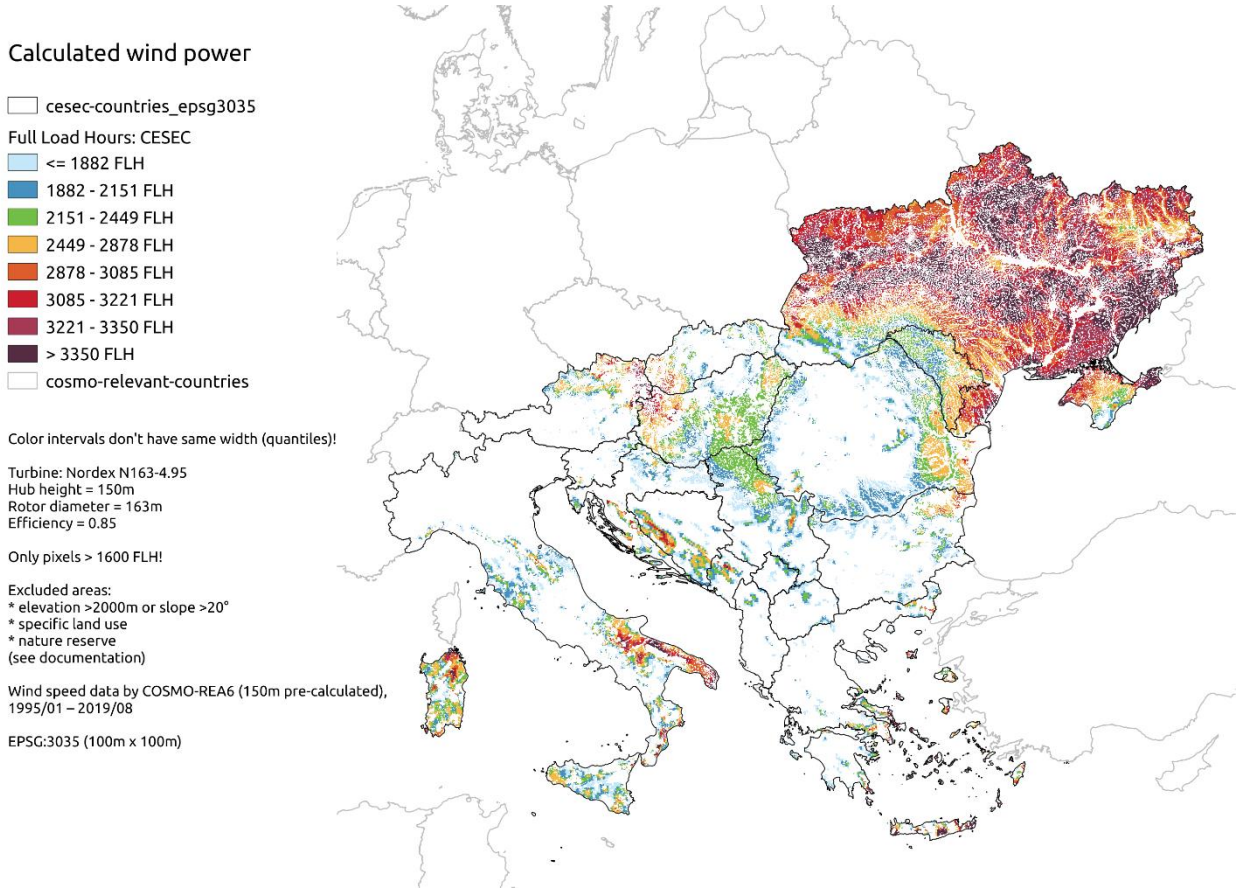 Calculated wind power
cesec-countries_epsg3035
Full Load Hours: CESEC
<= 1882 FLH
1882 - 2151 FLH
2151 - 2449 FLH
2449 - 2878 FLH
2878 - 3085 FLH
3085 - 3221 FLH
3221 - 3350 FLH
> 3350 FLH
cosmo-relevant-countries
Color intervals don't have same width (quantiles)!
Turbine: Nordex N163-4.95
Hub height = 150m
Rotor diameter = 163m
Efficiency = 0.85
Only pixels > 1600 FLH!
Excluded areas:
* elevation >2000m or slope >20°
* specific land use
* nature reserve
(see documentation)
Wind speed data by COSMO-REA6 (150m pre-calculated),
1995/01 – 2019/08
EPSG:3035 (100m x 100m)